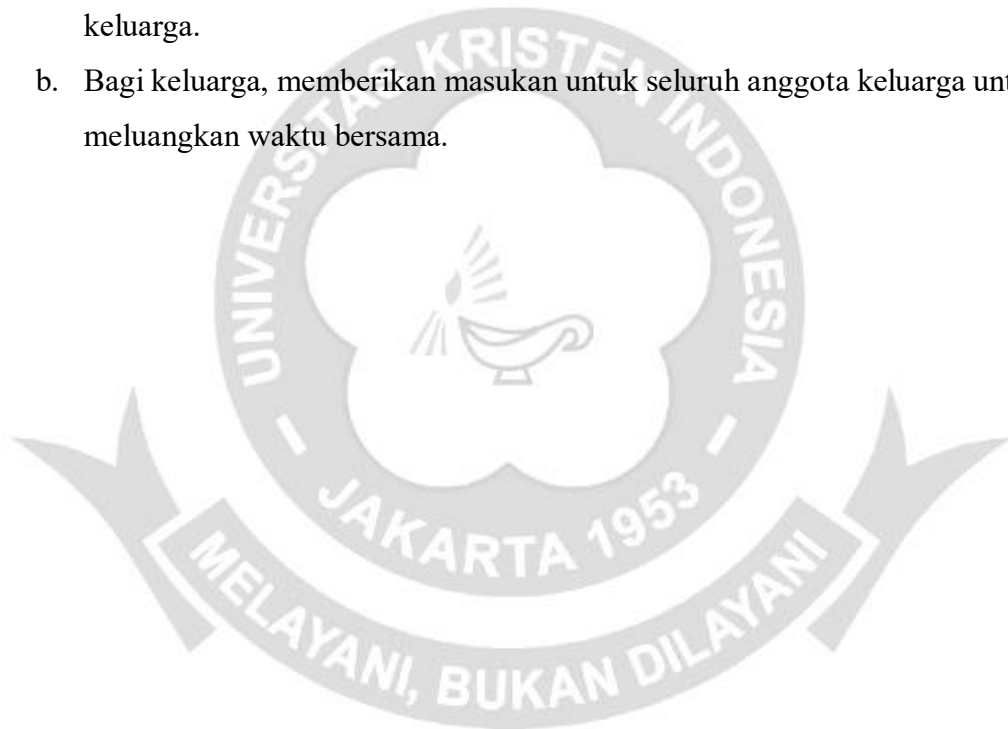 keluarga.
b. Bagi keluarga, memberikan masukan untuk seluruh anggota keluarga
meluangkan waktu bersama.
UNIVERSITAS KRISTEN INDONESIA
JAKARTA 1953
MELAYANI, BUKAN DILAYANI